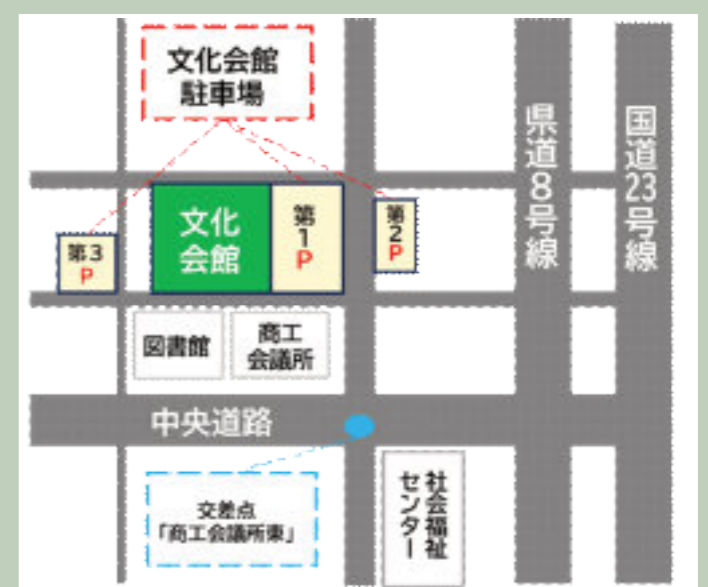 文化会館
駐車場
県道8号線
国道23号線
文化
会館
第1
P
第2
P
第3
P
図書館
商工
会議所
中央道路
交差点
「商工会議所東」
社会福祉
センター